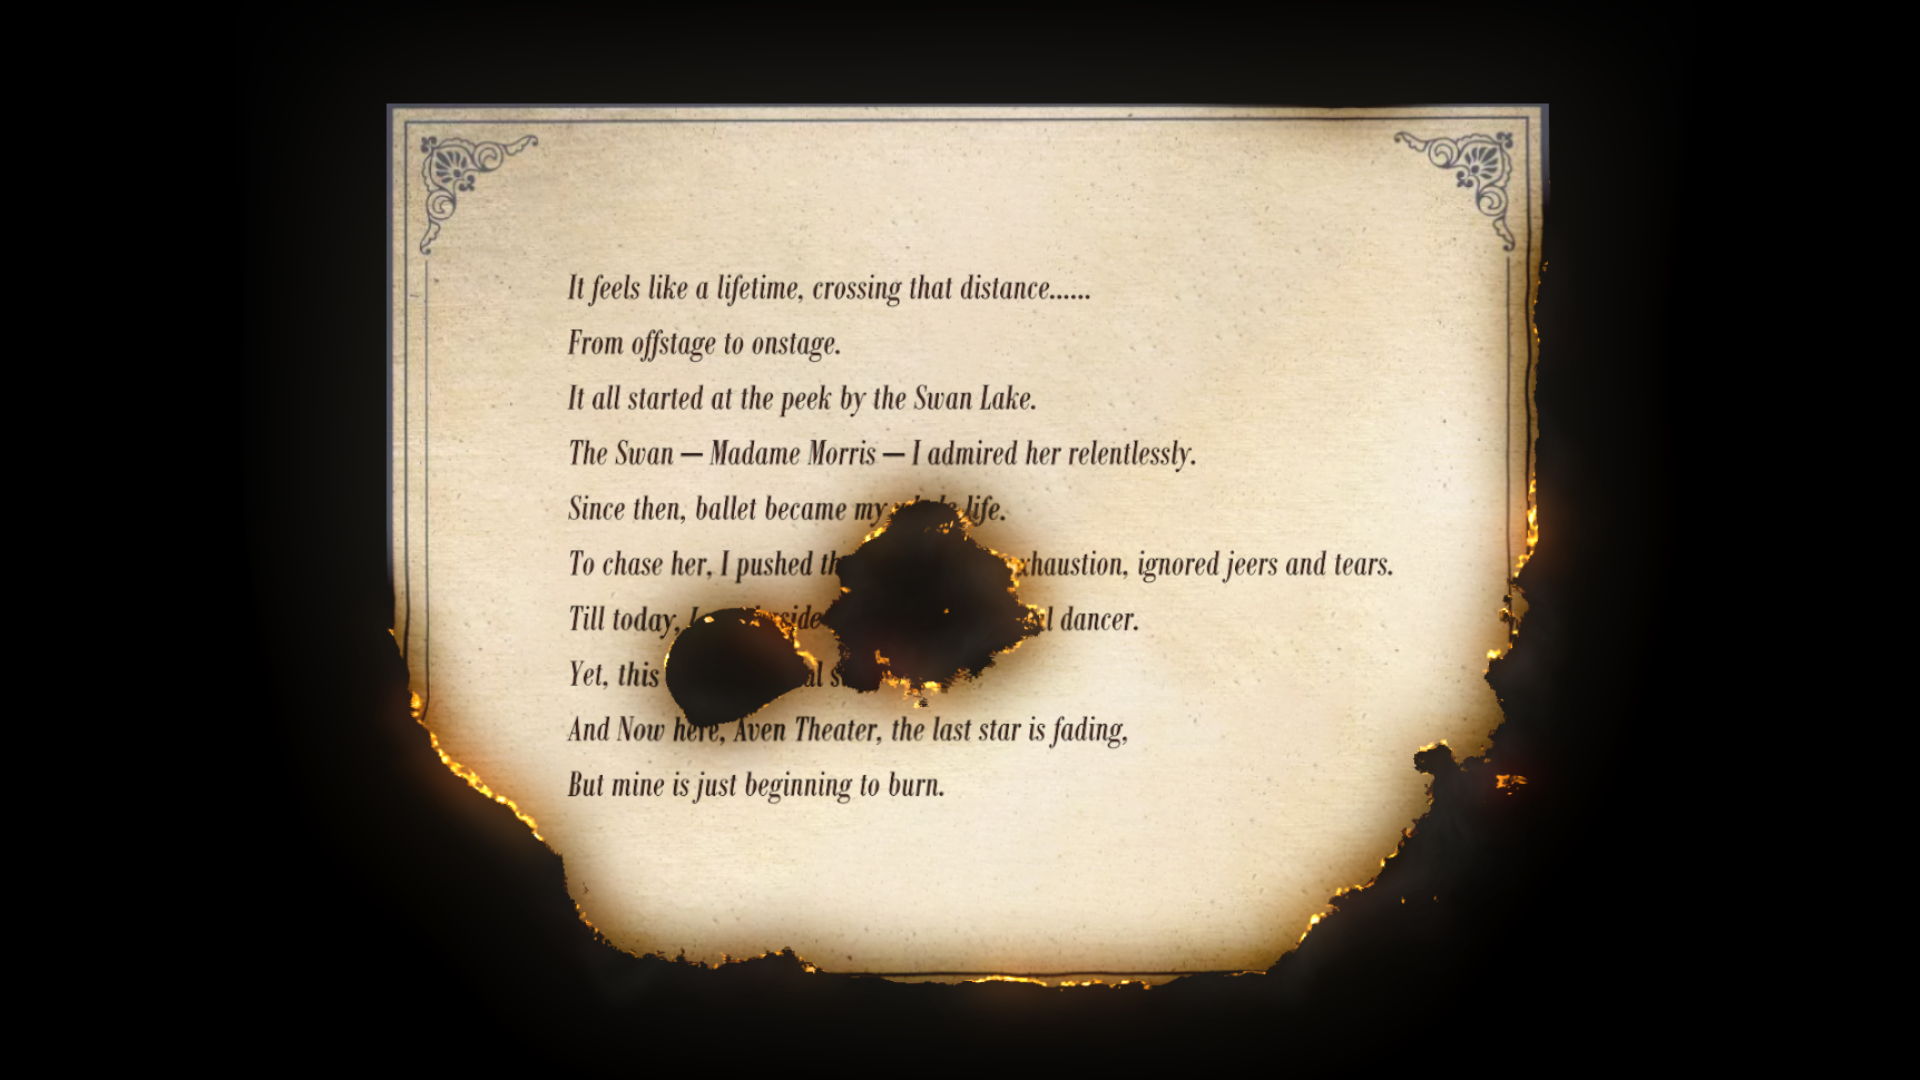 It feels like a lifetime, crossing that distance......
From offstage to onstage.
It all started at the peek by the Swan Lake.
The Swan — Madame Morris — I admired her relentlessly.
Since then, ballet became my life.
To chase her, I pushed ignored jeers and tears.
Till today, dancer.
Yet, this
And Now here, Aven Theater, the last star is fading,
But mine is just beginning to burn.